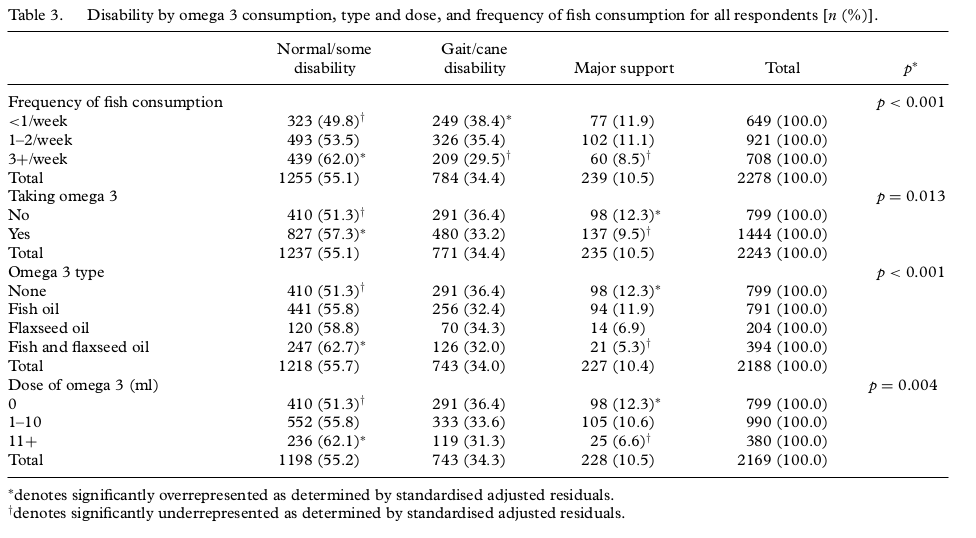 Table 3. Disability by omega 3 consumption, type and dose, and frequency of fish consumption for all respondents [n (%)].
Normal/some disability Gait/cane disability Major support Total p*
Frequency of fish consumption p < 0.001
<1/week 323 (49.8)† 249 (38.4)* 77 (11.9) 649 (100.0)
1–2/week 493 (53.5) 326 (35.4) 102 (11.1) 921 (100.0)
3+/week 439 (62.0)* 209 (29.5)† 60 (8.5)† 708 (100.0)
Total 1255 (55.1) 784 (34.4) 239 (10.5) 2278 (100.0)
Taking omega 3 p = 0.013
No 410 (51.3)† 291 (36.4) 98 (12.3)* 799 (100.0)
Yes 827 (57.3)* 480 (33.2) 137 (9.5)† 1444 (100.0)
Total 1237 (55.1) 771 (34.4) 235 (10.5) 2243 (100.0)
Omega 3 type p < 0.001
None 410 (51.3)† 291 (36.4) 98 (12.3)* 799 (100.0)
Fish oil 441 (55.8) 256 (32.4) 94 (11.9) 791 (100.0)
Flaxseed oil 120 (58.8) 70 (34.3) 14 (6.9) 204 (100.0)
Fish and flaxseed oil 247 (62.7)* 126 (32.0) 21 (5.3)† 394 (100.0)
Total 1218 (55.7) 743 (34.0) 227 (10.4) 2188 (100.0)
Dose of omega 3 (ml) p = 0.004
0 410 (51.3)† 291 (36.4) 98 (12.3)* 799 (100.0)
1–10 552 (55.8) 333 (33.6) 105 (10.6) 990 (100.0)
11+ 236 (62.1)* 119 (31.3) 25 (6.6)† 380 (100.0)
Total 1198 (55.2) 743 (34.3) 228 (10.5) 2169 (100.0)
*denotes significantly overrepresented as determined by standardised adjusted residuals.
†denotes significantly underrepresented as determined by standardised adjusted residuals.